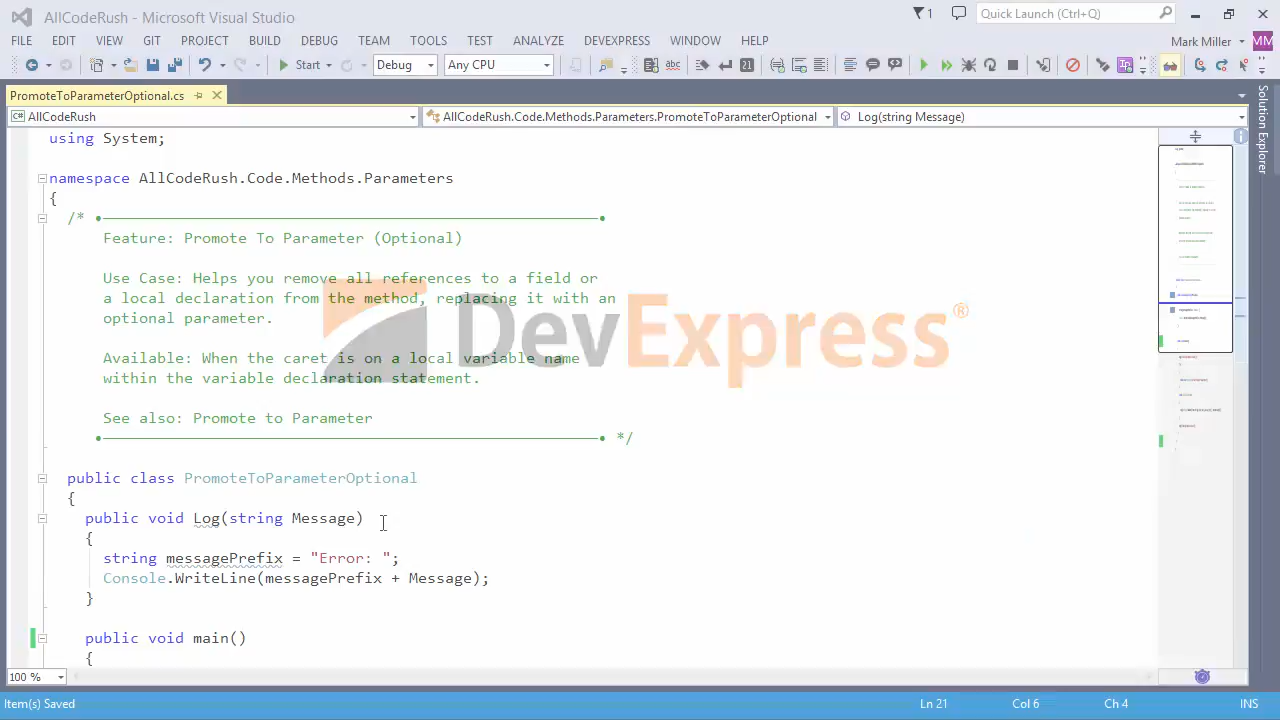 AllCodeRush - Microsoft Visual Studio
1
Quick Launch (Ctrl+Q)
FILE EDIT VIEW GIT PROJECT BUILD DEBUG TEAM TOOLS TEST ANALYZE DEVEXPRESS WINDOW HELP
Mark Miller MM
Start Debug Any CPU abc 21
PromoteToParameterOptional.cs
Solution Explorer
C# AllCodeRush
AllCodeRush.Code.Methods.Parameters.PromoteToParameterOptional
Log(string Message)
using System;
mespace AllCodeRush.Code.Methods.Parameters
{
/*
Feature: Promote To Parameter (Optional)
Use Case: Helps you remove all references to a field or
a local declaration from the method, replacing it with an
optional parameter.
Available: When the caret is on a local variable name
within the variable declaration statement.
See also: Promote to Parameter
*/
DevExpress®
public class PromoteToParameterOptional
{
public void Log(string Message)
{
string messagePrefix = "Error: ";
Console.WriteLine(messagePrefix + Message);
}
public void main()
{
100 %
Item(s) Saved
Ln 21 Col 6 Ch 4 INS